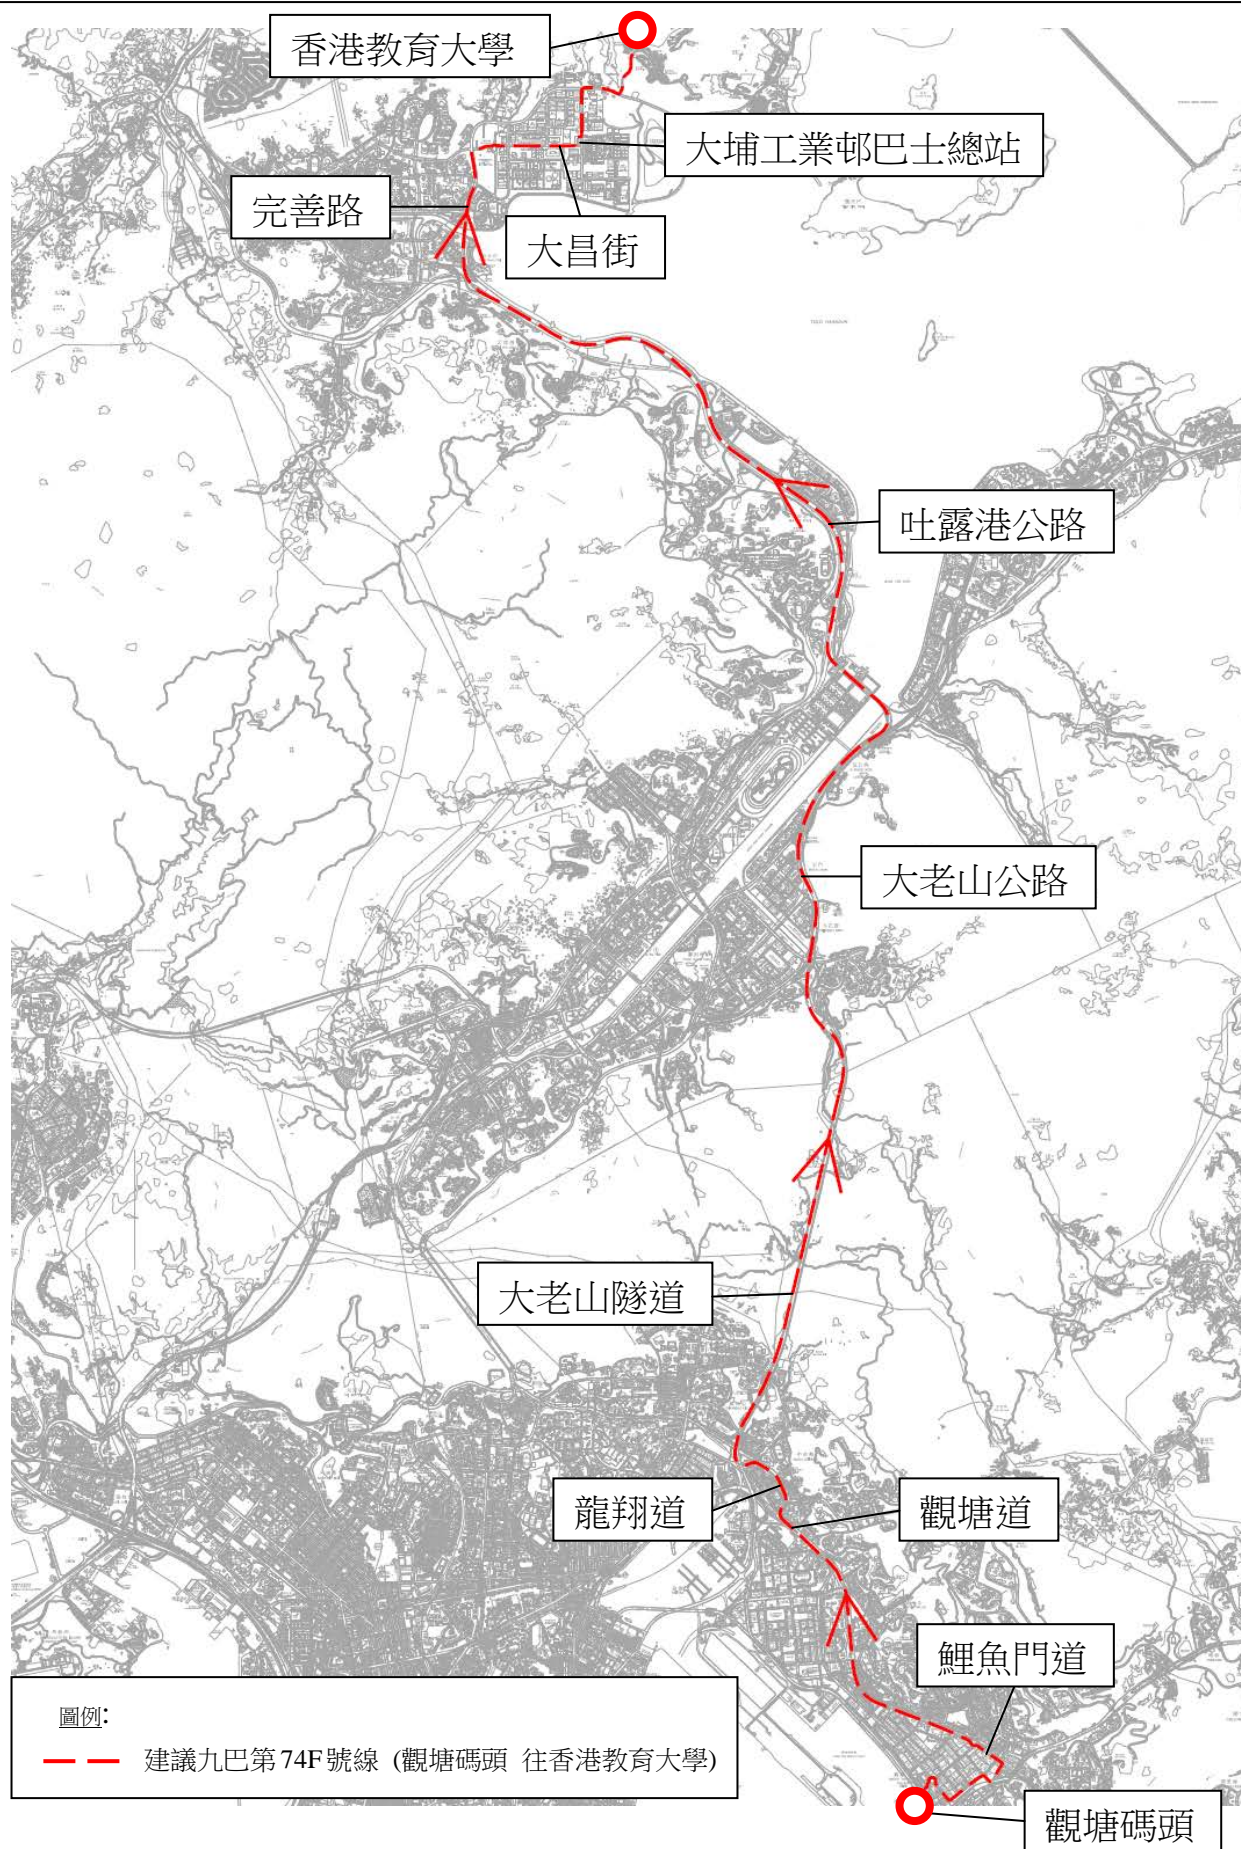 香港教育大學
大埔工業邨巴士總站
完善路
大昌街
吐露港公路
大老山公路
大老山隧道
龍翔道
觀塘道
鯉魚門道
圖例:
建議九巴第74F號線 (觀塘碼頭 往香港教育大學)
觀塘碼頭